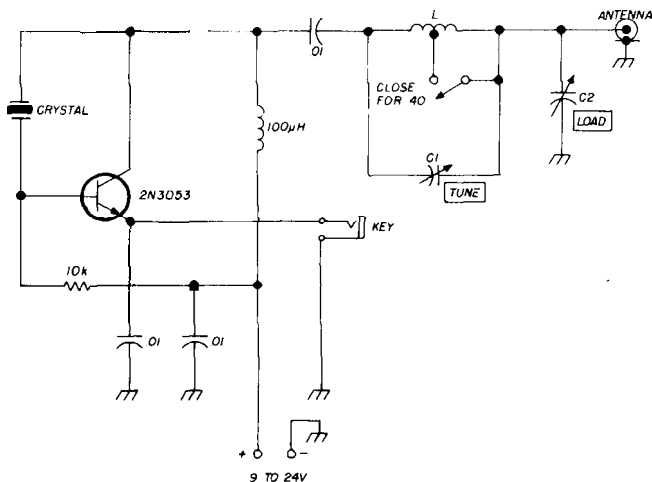 ANTENNA
L
01
CLOSE
FOR 40
C2
LOAD
CRYSTAL
100µH
C1
TUNE
2N3053
KEY
10k
01
01
+
-
9 TO 24V